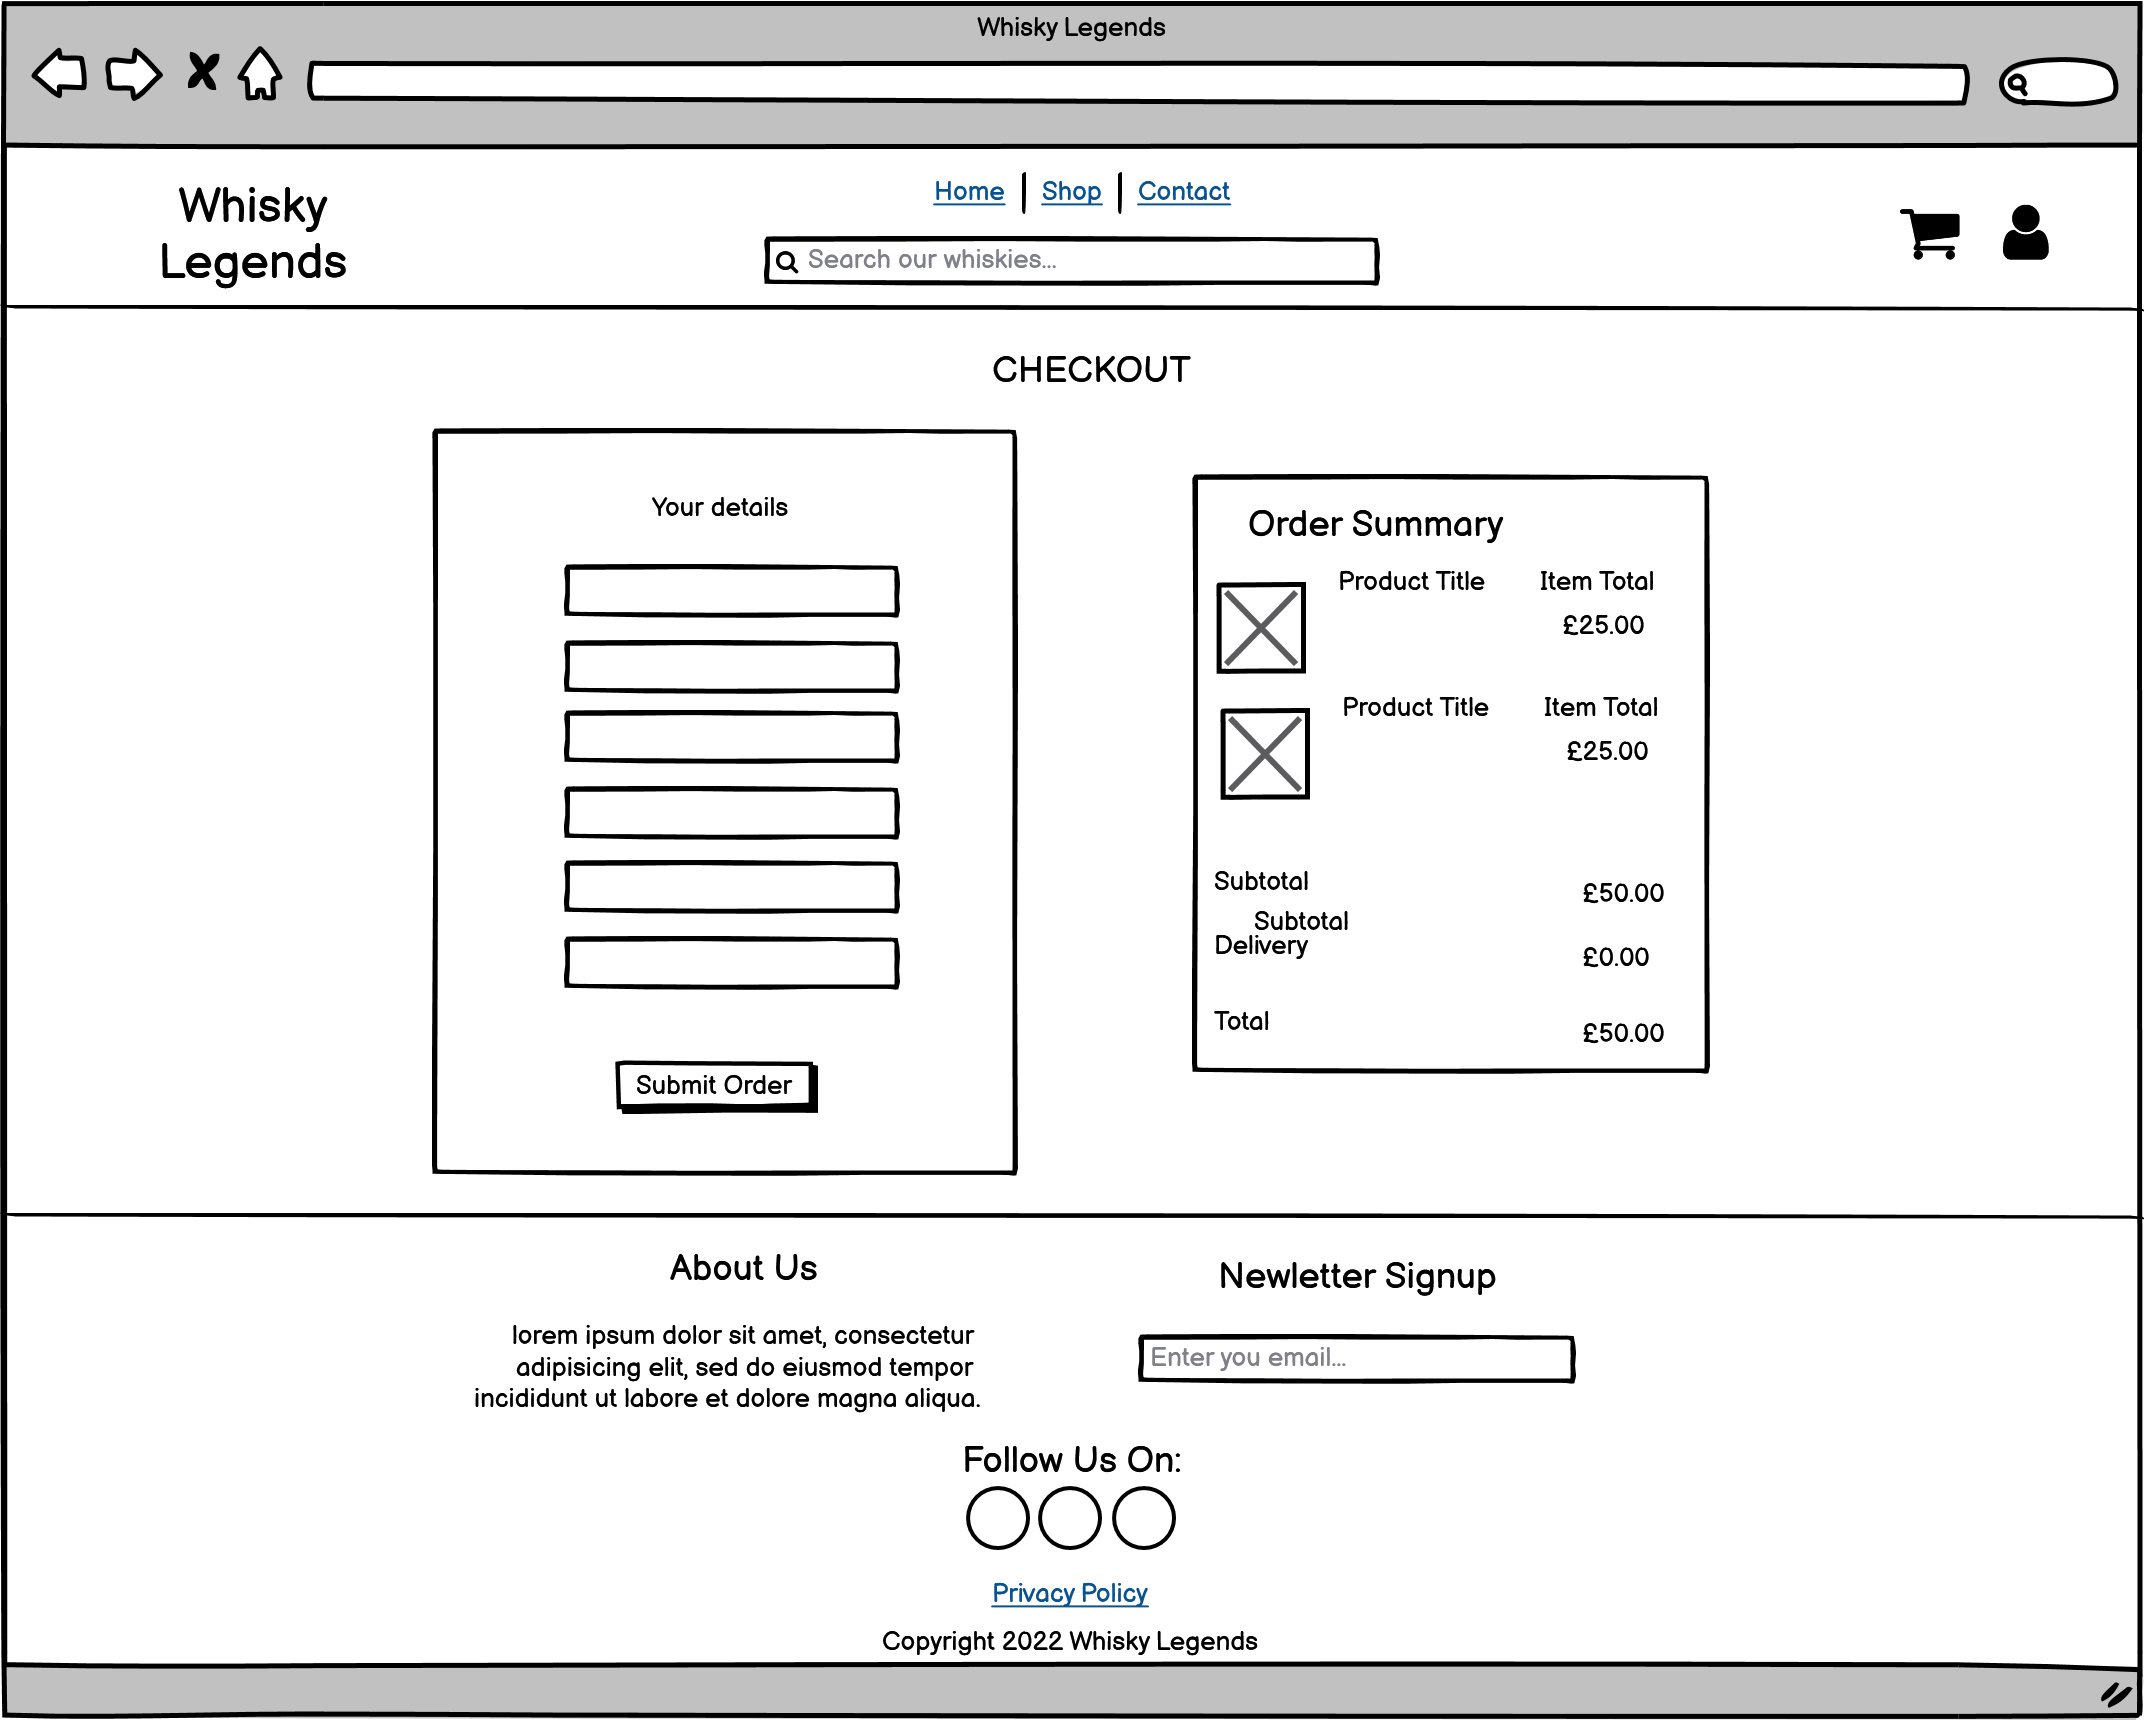 Whisky Legends
Whisky
Legends
Home
Shop
Contact
Search our whiskies...
CHECKOUT
Your details
Submit Order
Order Summary
Product Title
Item Total
£25.00
Product Title
Item Total
£25.00
Subtotal
£50.00
Subtotal
Delivery
£0.00
Total
£50.00
About Us
lorem ipsum dolor sit amet, consectetur
adipisicing elit, sed do eiusmod tempor
incididunt ut labore et dolore magna aliqua.
Newletter Signup
Enter you email...
Follow Us On:
Privacy Policy
Copyright 2022 Whisky Legends